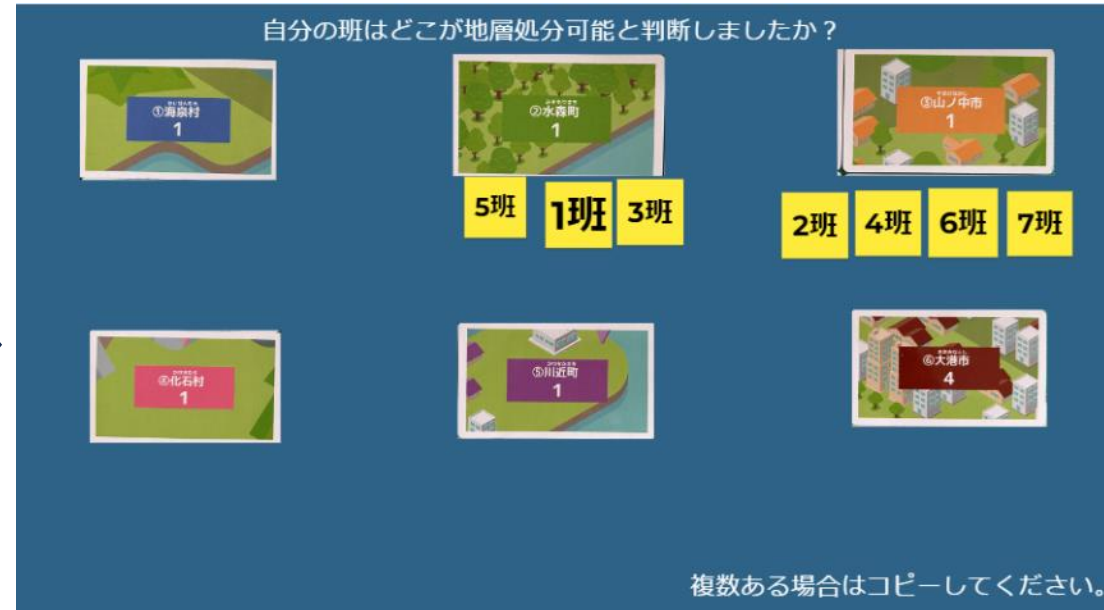 自分の班はどこが地層処分可能と判断しましたか？
①海泉村
1
②水森町
1
③山ノ中市
1
5班
1班
3班
2班
4班
6班
7班
④化石村
1
⑤川近町
1
⑥大港市
4
複数ある場合はコピーしてください。